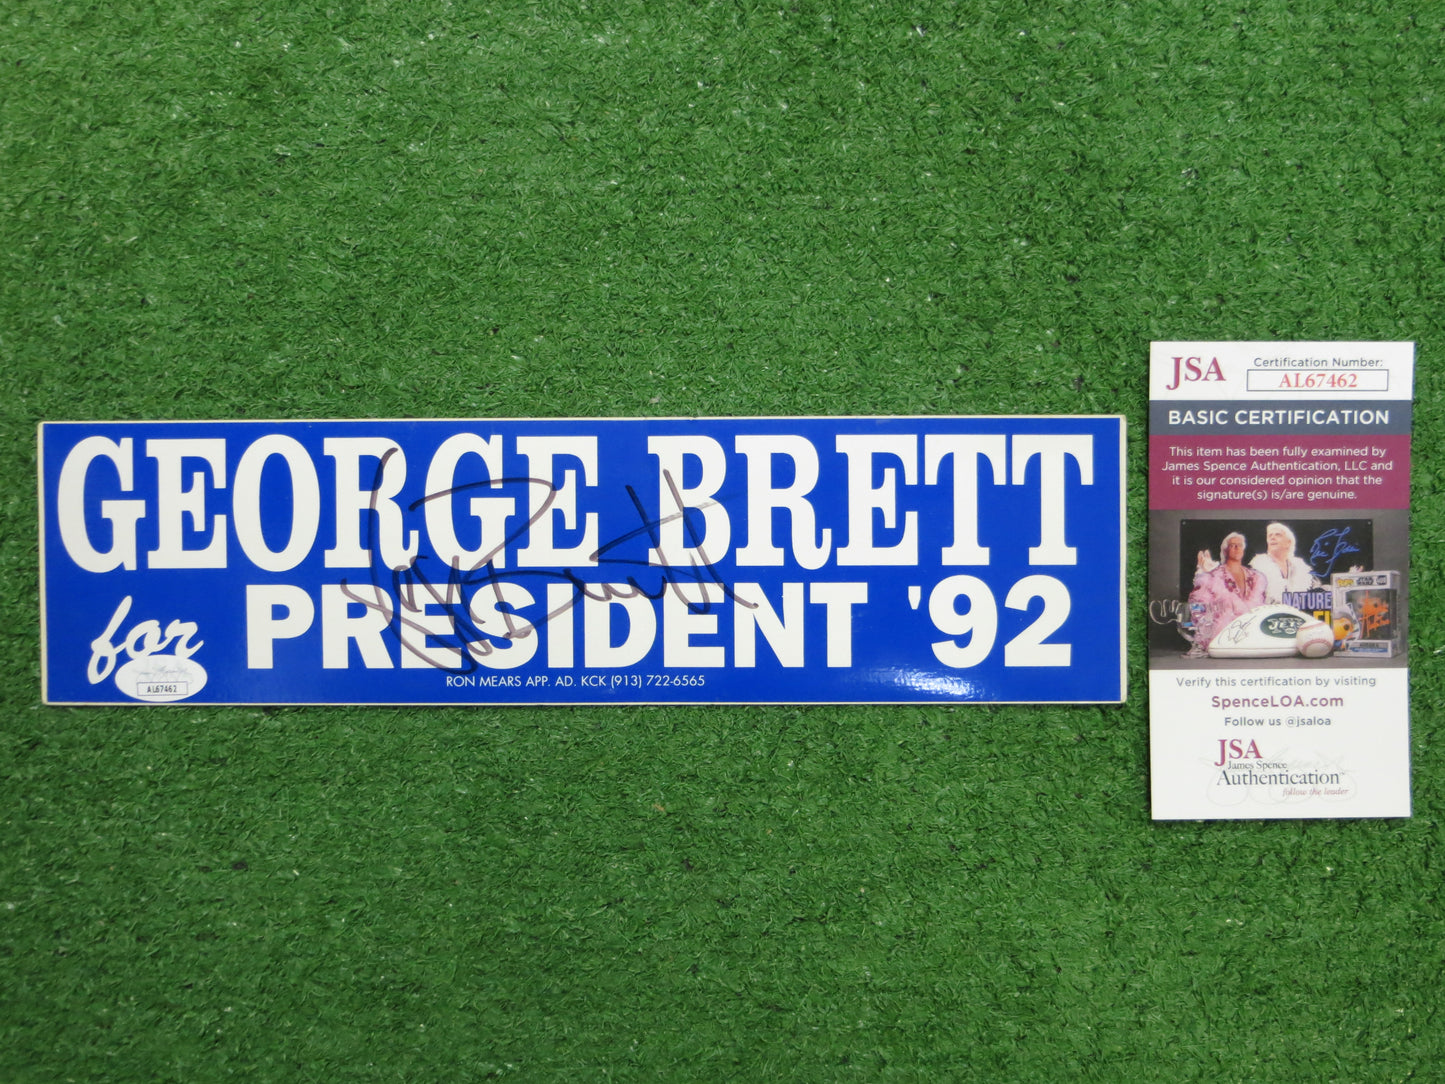 GEORGE BRETT
for PRESIDENT '92
RON MEARS APP. AD. KCK (913) 722-6565
AL67462
JSA
Certification Number:
AL67462
BASIC CERTIFICATION
This item has been fully examined by
James Spence Authentication, LLC and
it is our considered opinion that the
signature(s) is/are genuine.
NATURE
JETS
Verify this certification by visiting
SpenceLOA.com
Follow us @jsaloa
JSA
James Spence
Authentication™
follow the leader